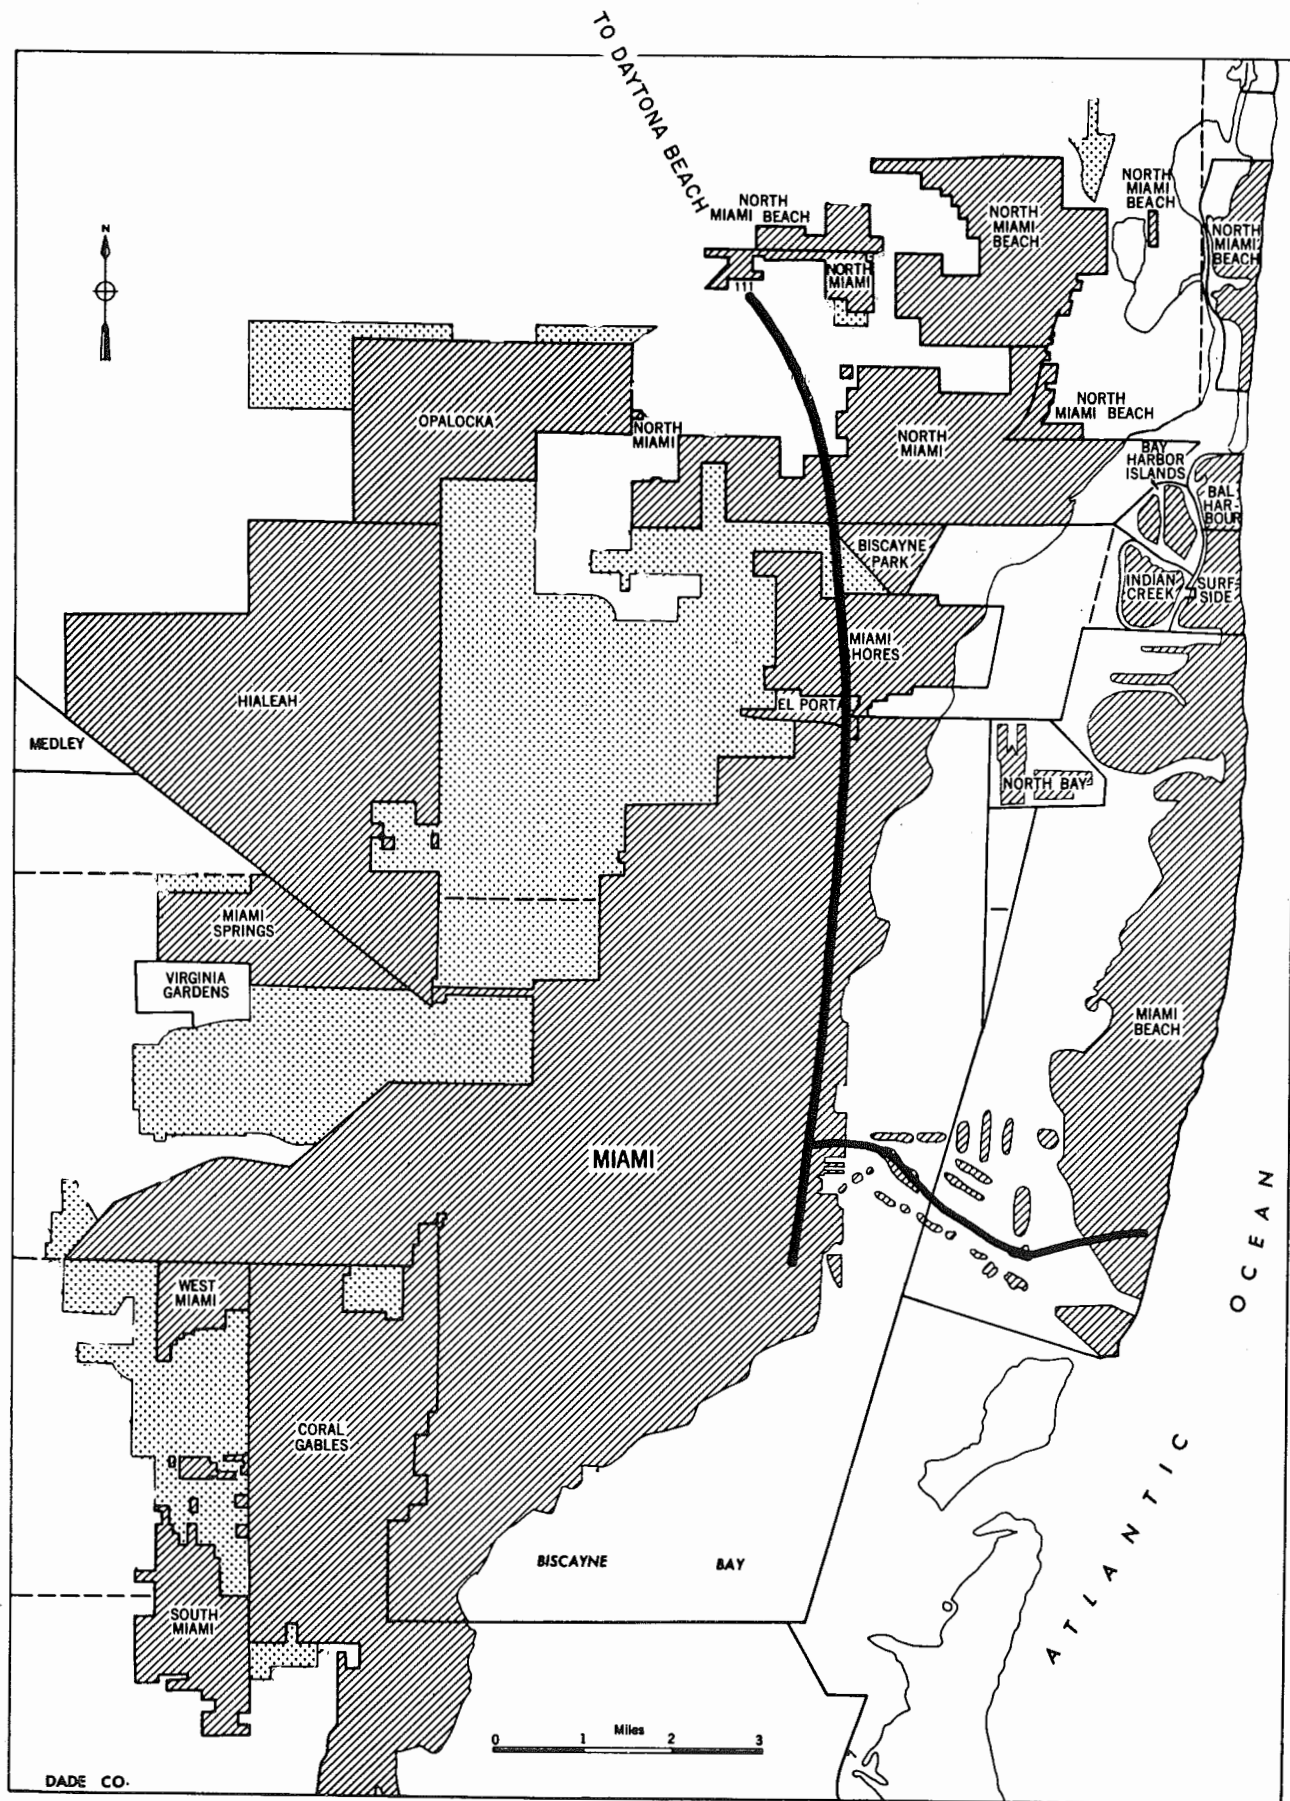 TO DAYTONA BEACH
N
NORTH
MIAMI BEACH
NORTH
MIAMI
NORTH
MIAMI
BEACH
NORTH
MIAMI
BEACH
NORTH
MIAMI
BEACH
OPALOCKA
NORTH
MIAMI
NORTH
MIAMI
NORTH
MIAMI BEACH
BAY
HARBOR
ISLANDS
BAL
HAR-
BOUR
BISCAYNE
PARK
INDIAN
CREEK
SURF-
SIDE
MIAMI
HORES
HIALEAH
EL PORTA
MEDLEY
NORTH BAY
MIAMI
SPRINGS
VIRGINIA
GARDENS
MIAMI
BEACH
MIAMI
WEST
MIAMI
CORAL
GABLES
ATLANTIC OCEAN
BISCAYNE BAY
SOUTH
MIAMI
0 1 Miles 2 3
DADE CO.